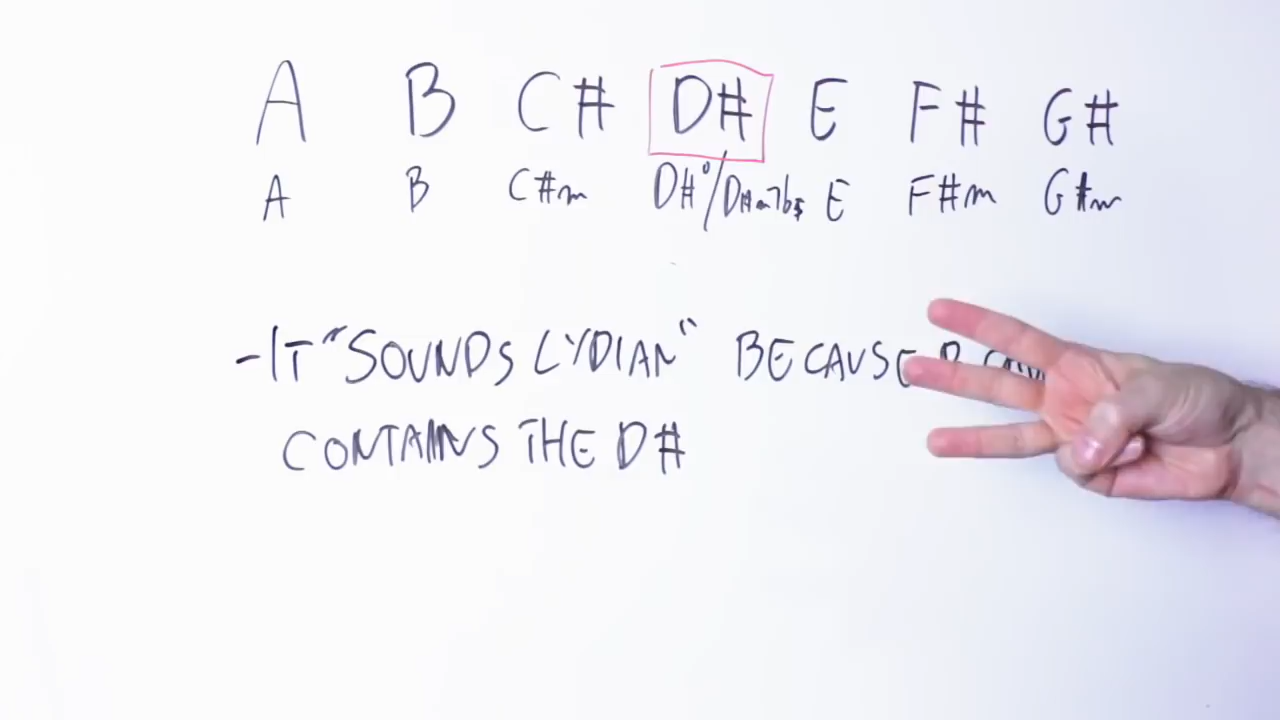 A B C# D# E F# G#
A B C#m D#°/D#m7b5 E F#m G#m
-IT "SOUNDS LYDIAN" BECAUSE
CONTAINS THE D#